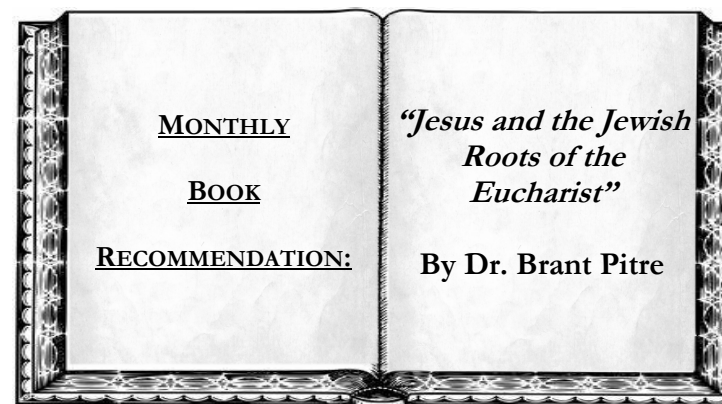 MONTHLY
BOOK
RECOMMENDATION:
“Jesus and the Jewish
Roots of the
Eucharist”
By Dr. Brant Pitre